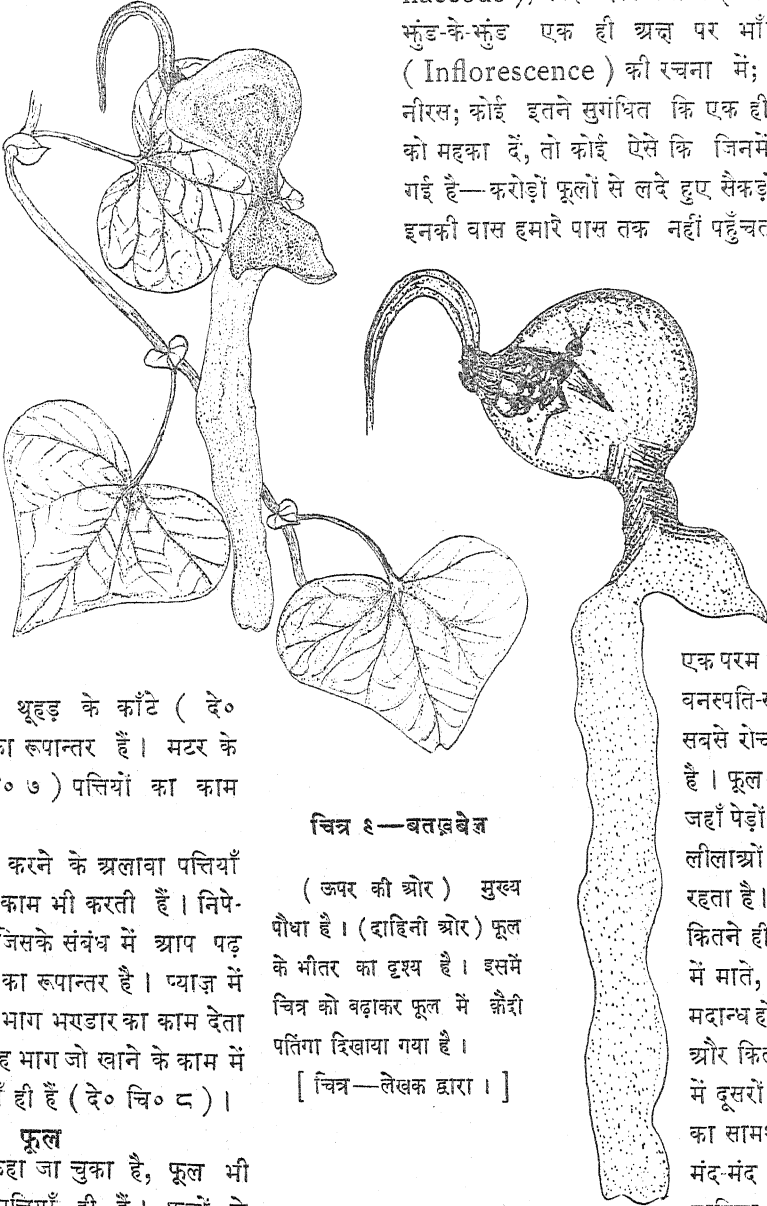 झुंड-के-झुंड एक ही अक्ष पर भाँ
( Inflorescence ) की रचना में;
नीरस; कोई इतने सुगंधित कि एक ही
को महका दें, तो कोई ऐसे कि जिनमें
गई है—करोड़ों फूलों से लदे हुए सैकड़ो
इनकी वास हमारे पास तक नहीं पहुँचत
थूहड़ के काँटे ( दे०
का रूपान्तर हैं। मटर के
० ७ ) पत्तियों का काम
करने के अलावा पत्तियाँ
काम भी करती हैं। निपे-
जिसके संबंध में आप पढ़
का रूपान्तर है। प्याज़ में
भाग भण्डार का काम देता
ह भाग जो खाने के काम में
ँ ही हैं ( दे० चि० ८ )।
फूल
कहा जा चुका है, फूल भी
चित्र ९—बतख़बेल
( ऊपर की ओर ) मुख्य
पौधा है। (दाहिनी ओर) फूल
के भीतर का दृश्य है। इसमें
चित्र को बढ़ाकर फूल में क़ैदी
पतिंगा दिखाया गया है।
[ चित्र—लेखक द्वारा। ]
एक परम
वनस्पति-स
सबसे रोच
है। फूल
जहाँ पेड़ों
लीलाओं
रहता है।
कितने ही
में माते,
मदान्ध हो
और कित
में दूसरों
का सामथ
मंद-मंद